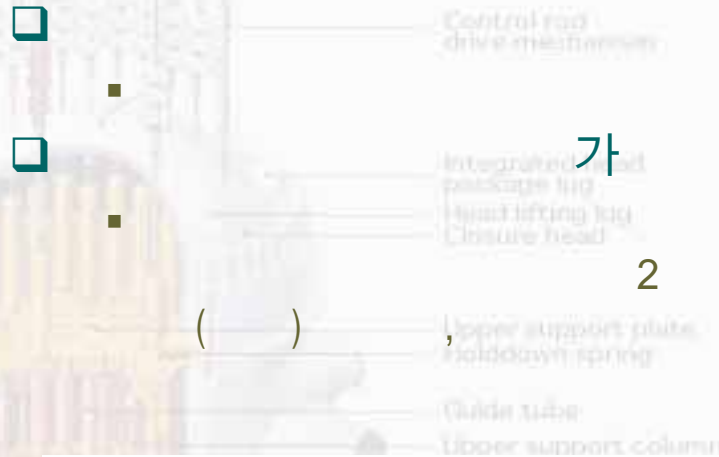 Control rod
drive mechanism
가
Integrated head
package lug
Head lifting lug
Closure head
2
( ) ,
Upper support plate
Holddown spring
Guide tube
Upper support column